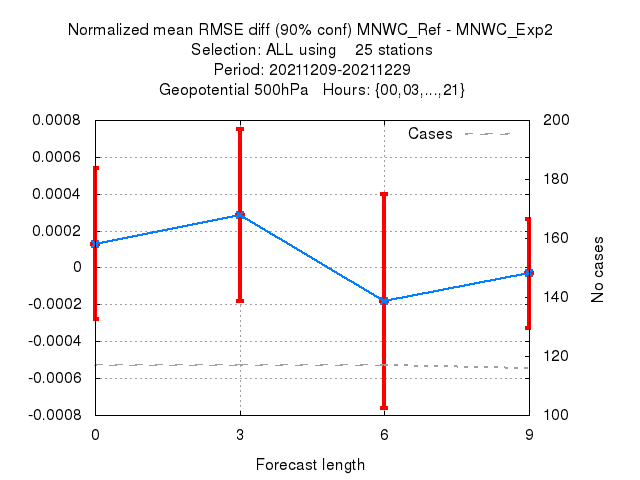 Normalized mean RMSE diff (90% conf) MNWC_Ref - MNWC_Exp2
Selection: ALL using    25 stations
Period: 20211209-20211229
Geopotential 500hPa   Hours: {00,03,...,21}
Cases
0.0008
0.0006
0.0004
0.0002
0
-0.0002
-0.0004
-0.0006
-0.0008
200
180
160
140
120
100
No cases
0 3 6 9
Forecast length